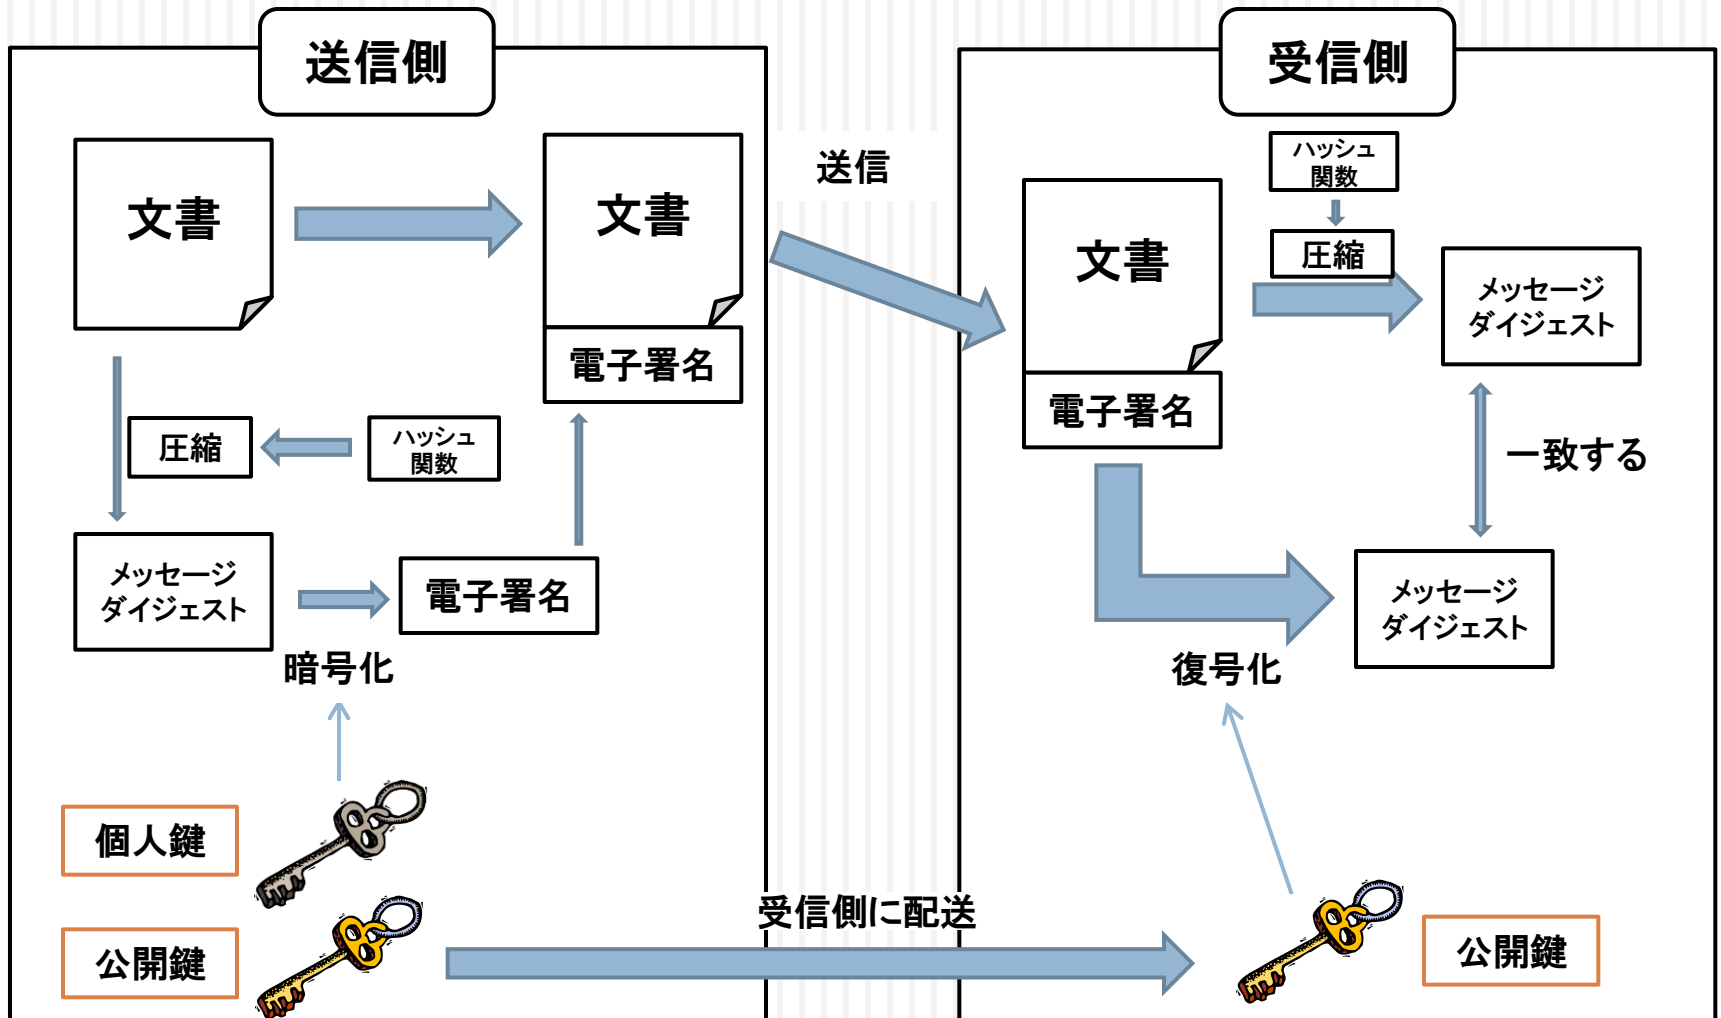 送信側
文書
文書
電子署名
圧縮
ハッシュ
関数
メッセージ
ダイジェスト
電子署名
暗号化
個人鍵
公開鍵
送信
受信側に配送
受信側
文書
電子署名
ハッシュ
関数
圧縮
メッセージ
ダイジェスト
一致する
メッセージ
ダイジェスト
復号化
公開鍵